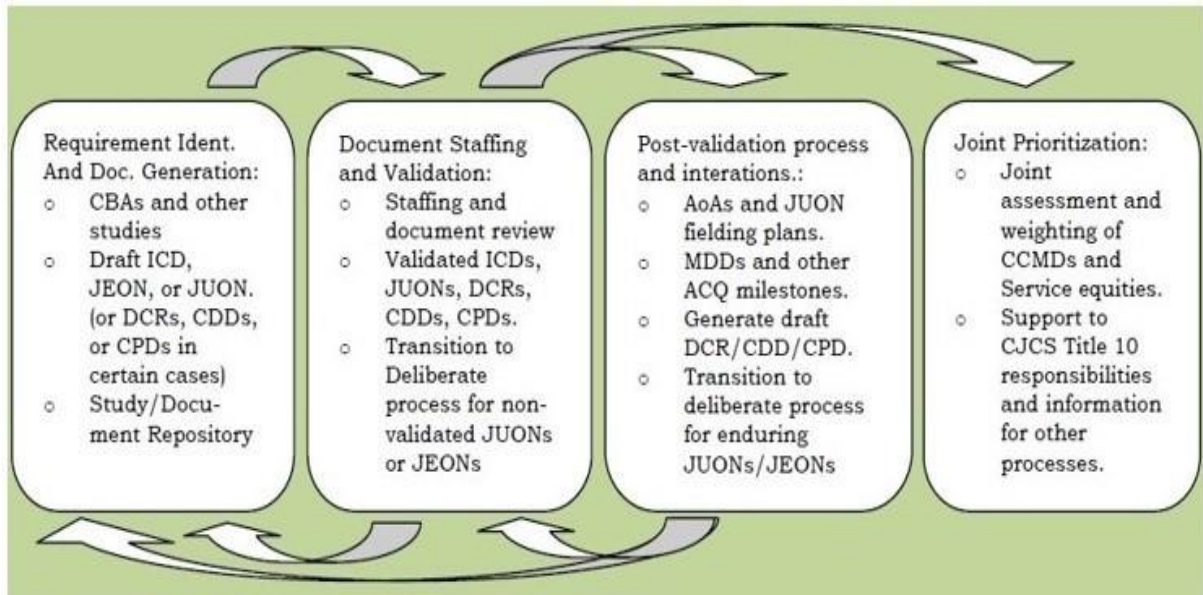 Requirement Ident.
And Doc. Generation:
o CBAs and other
studies
o Draft ICD,
JEON, or JUON.
(or DCRs, CDDs,
or CPDs in
certain cases)
o Study/Docu-
ment Repository
Document Staffing
and Validation:
o Staffing and
document review
o Validated ICDs,
JUONs, DCRs,
CDDs, CPDs.
o Transition to
Deliberate
process for non-
validated JUONs
or JEONs
Post-validation process
and interations.:
o AoAs and JUON
fielding plans.
o MDDs and other
ACQ milestones.
o Generate draft
DCR/CDD/CPD.
o Transition to
deliberate process
for enduring
JUONs/JEONs
Joint Prioritization:
o Joint
assessment and
weighting of
CCMDs and
Service equities.
o Support to
CJCS Title 10
responsibilities
and information
for other
processes.